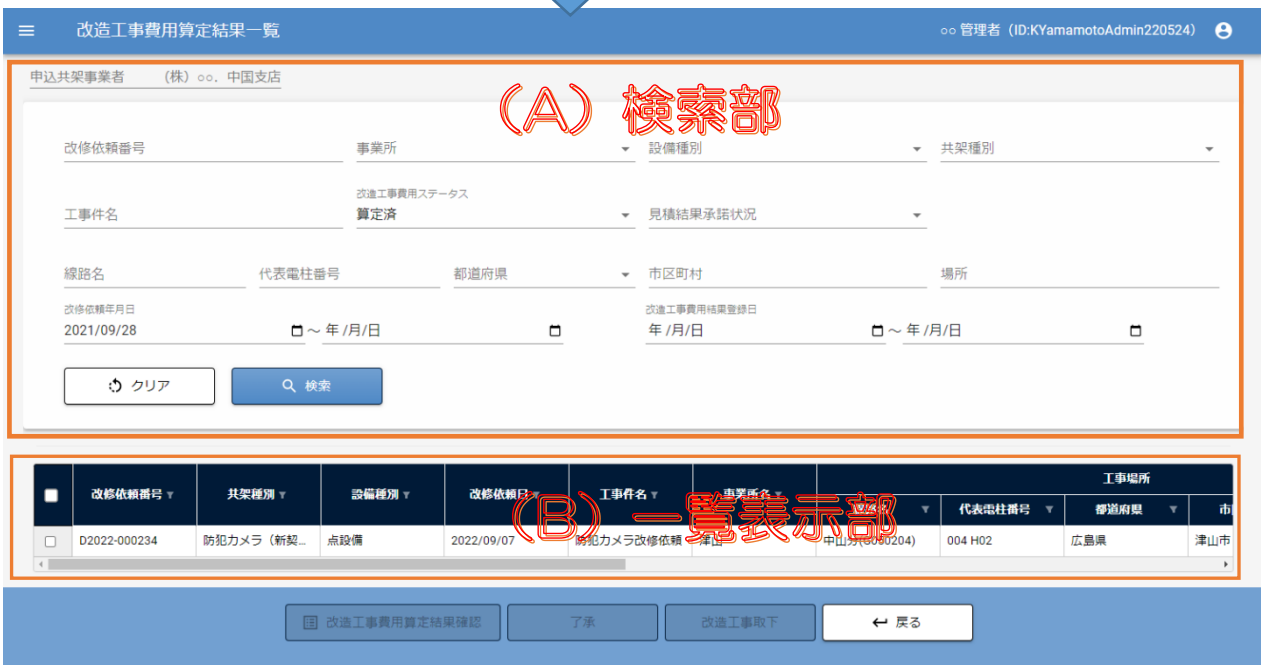 改造工事費用算定結果一覧 ○○ 管理者（ID:KYamamotoAdmin220524）
申込共架事業者 （株）○○．中国支店
（A）検索部
改修依頼番号 事業所 設備種別 共架種別
改造工事費用ステータス
工事件名 算定済 見積結果承諾状況
線路名 代表電柱番号 都道府県 市区町村 場所
改修依頼年月日 改造工事費用結果登録日
2021/09/28 ～ 年 /月/日 年 /月/日 ～ 年 /月/日
クリア 検索
工事場所
改修依頼番号 共架種別 設備種別 改修依頼日 工事件名 事業所名
代表電柱番号 都道府県 市
（B）一覧表示部
D2022-000234 防犯カメラ（新契... 点設備 2022/09/07 防犯カメラ改修依頼 津山 004 H02 広島県 津山市
改造工事費用算定結果確認 了承 改造工事取下 戻る